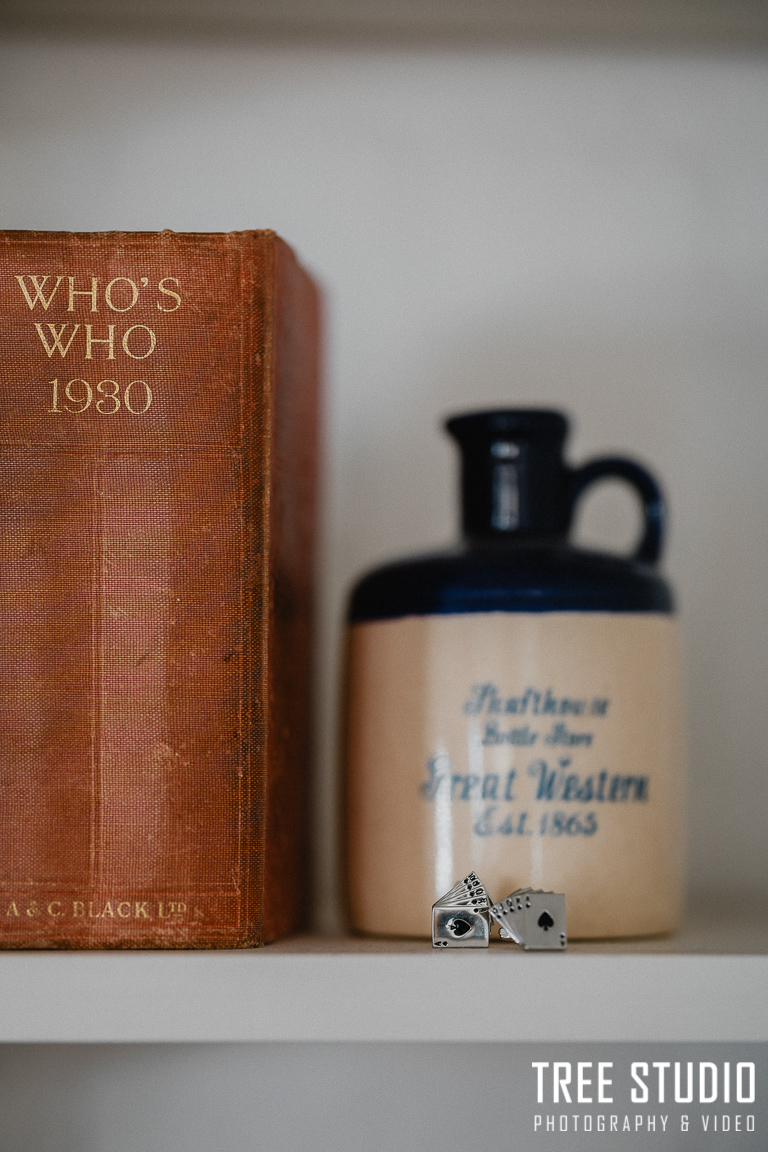 WHO'S
WHO
1930
A & C. BLACK LTD
Great Western
Est. 1865
TREE STUDIO
PHOTOGRAPHY & VIDEO